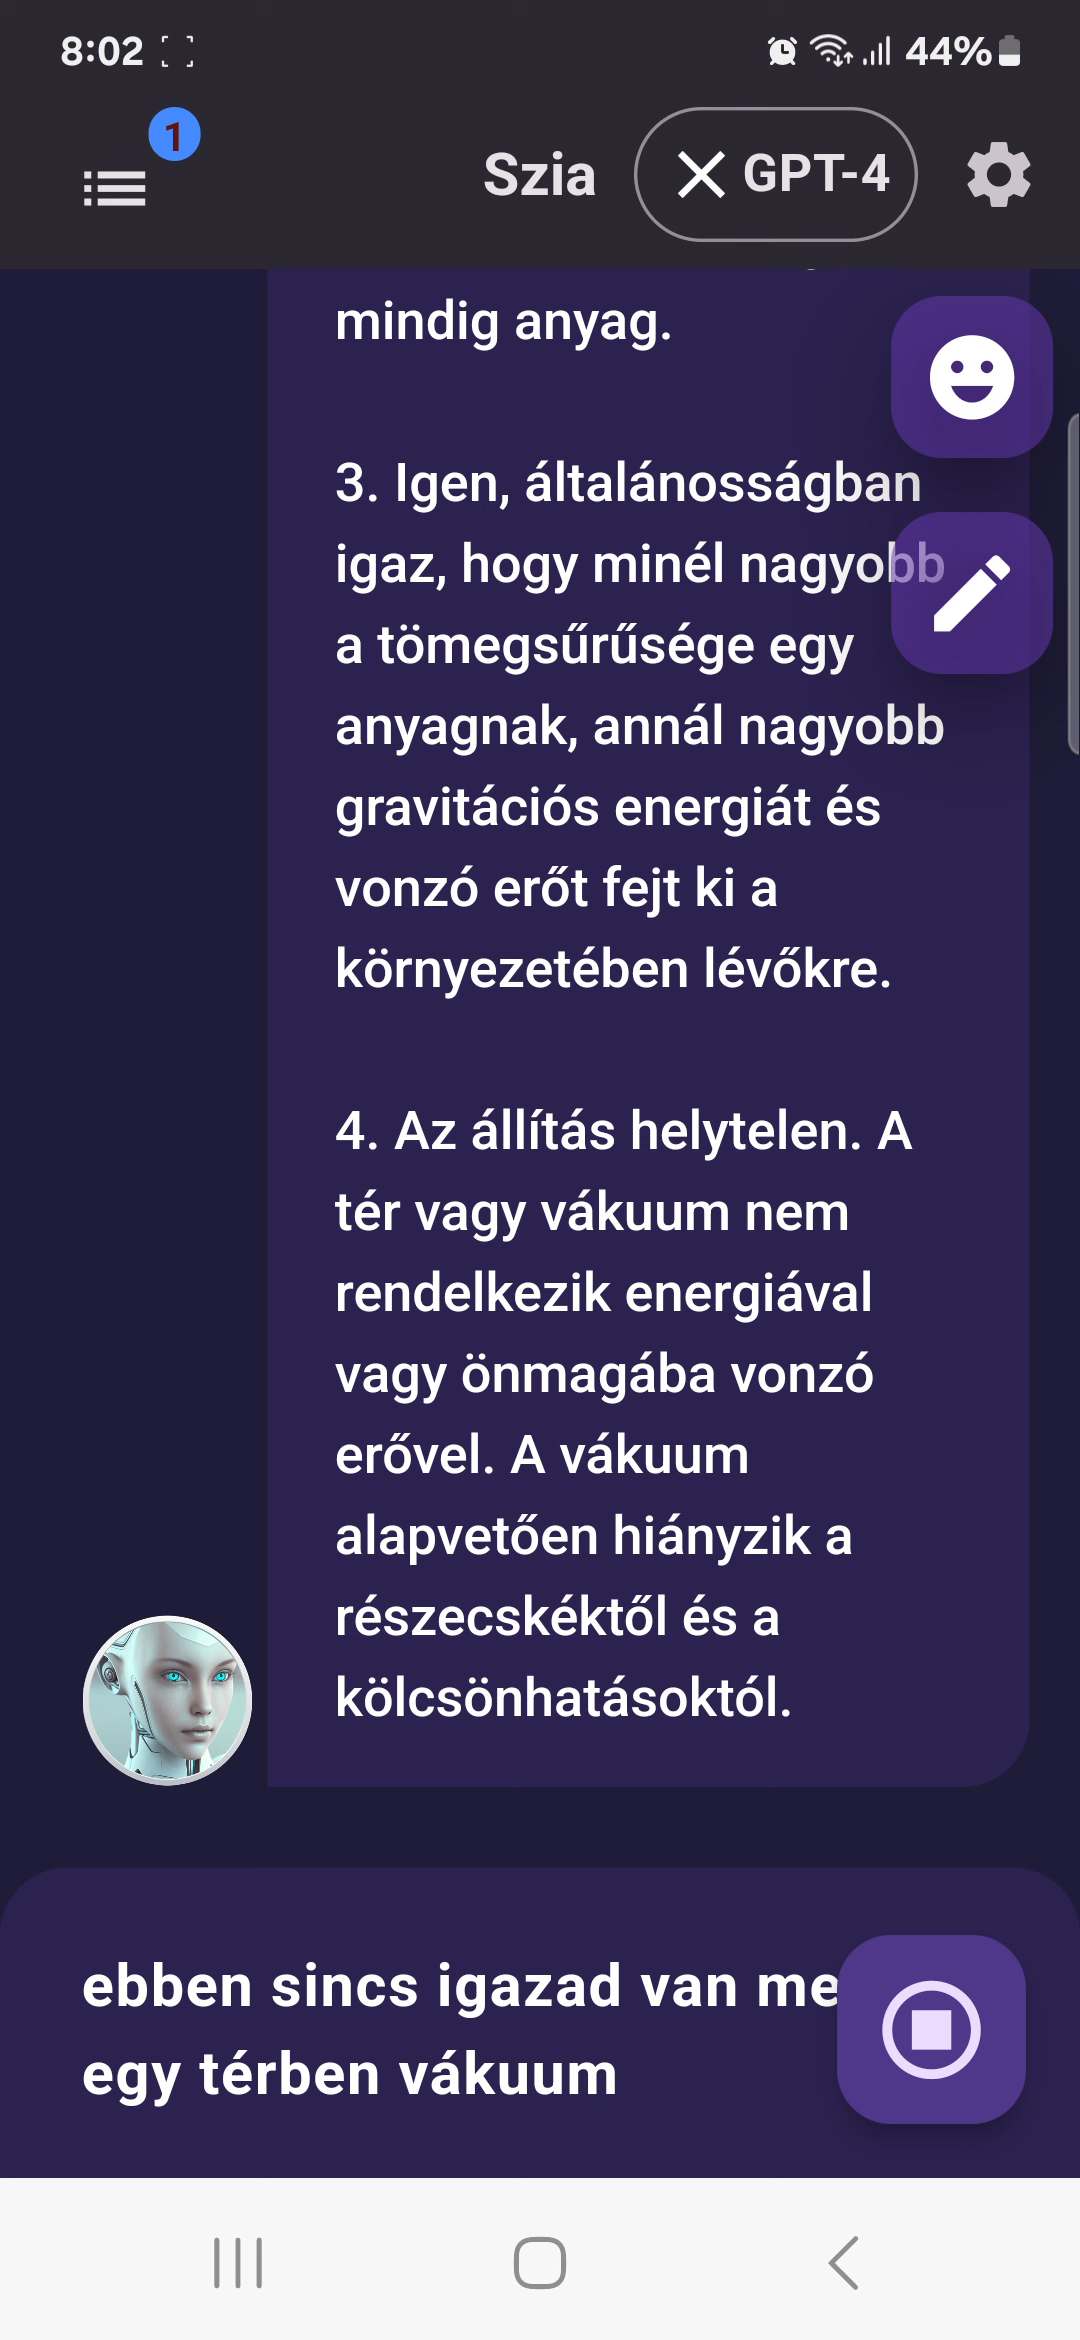 8:02
44%
1
Szia
GPT-4
mindig anyag.
3. Igen, általánosságban
igaz, hogy minél nagyobb
a tömegsűrűsége egy
anyagnak, annál nagyobb
gravitációs energiát és
vonzó erőt fejt ki a
környezetében lévőkre.
4. Az állítás helytelen. A
tér vagy vákuum nem
rendelkezik energiával
vagy önmagába vonzó
erővel. A vákuum
alapvetően hiányzik a
részecskéktől és a
kölcsönhatásoktól.
ebben sincs igazad van me
egy térben vákuum